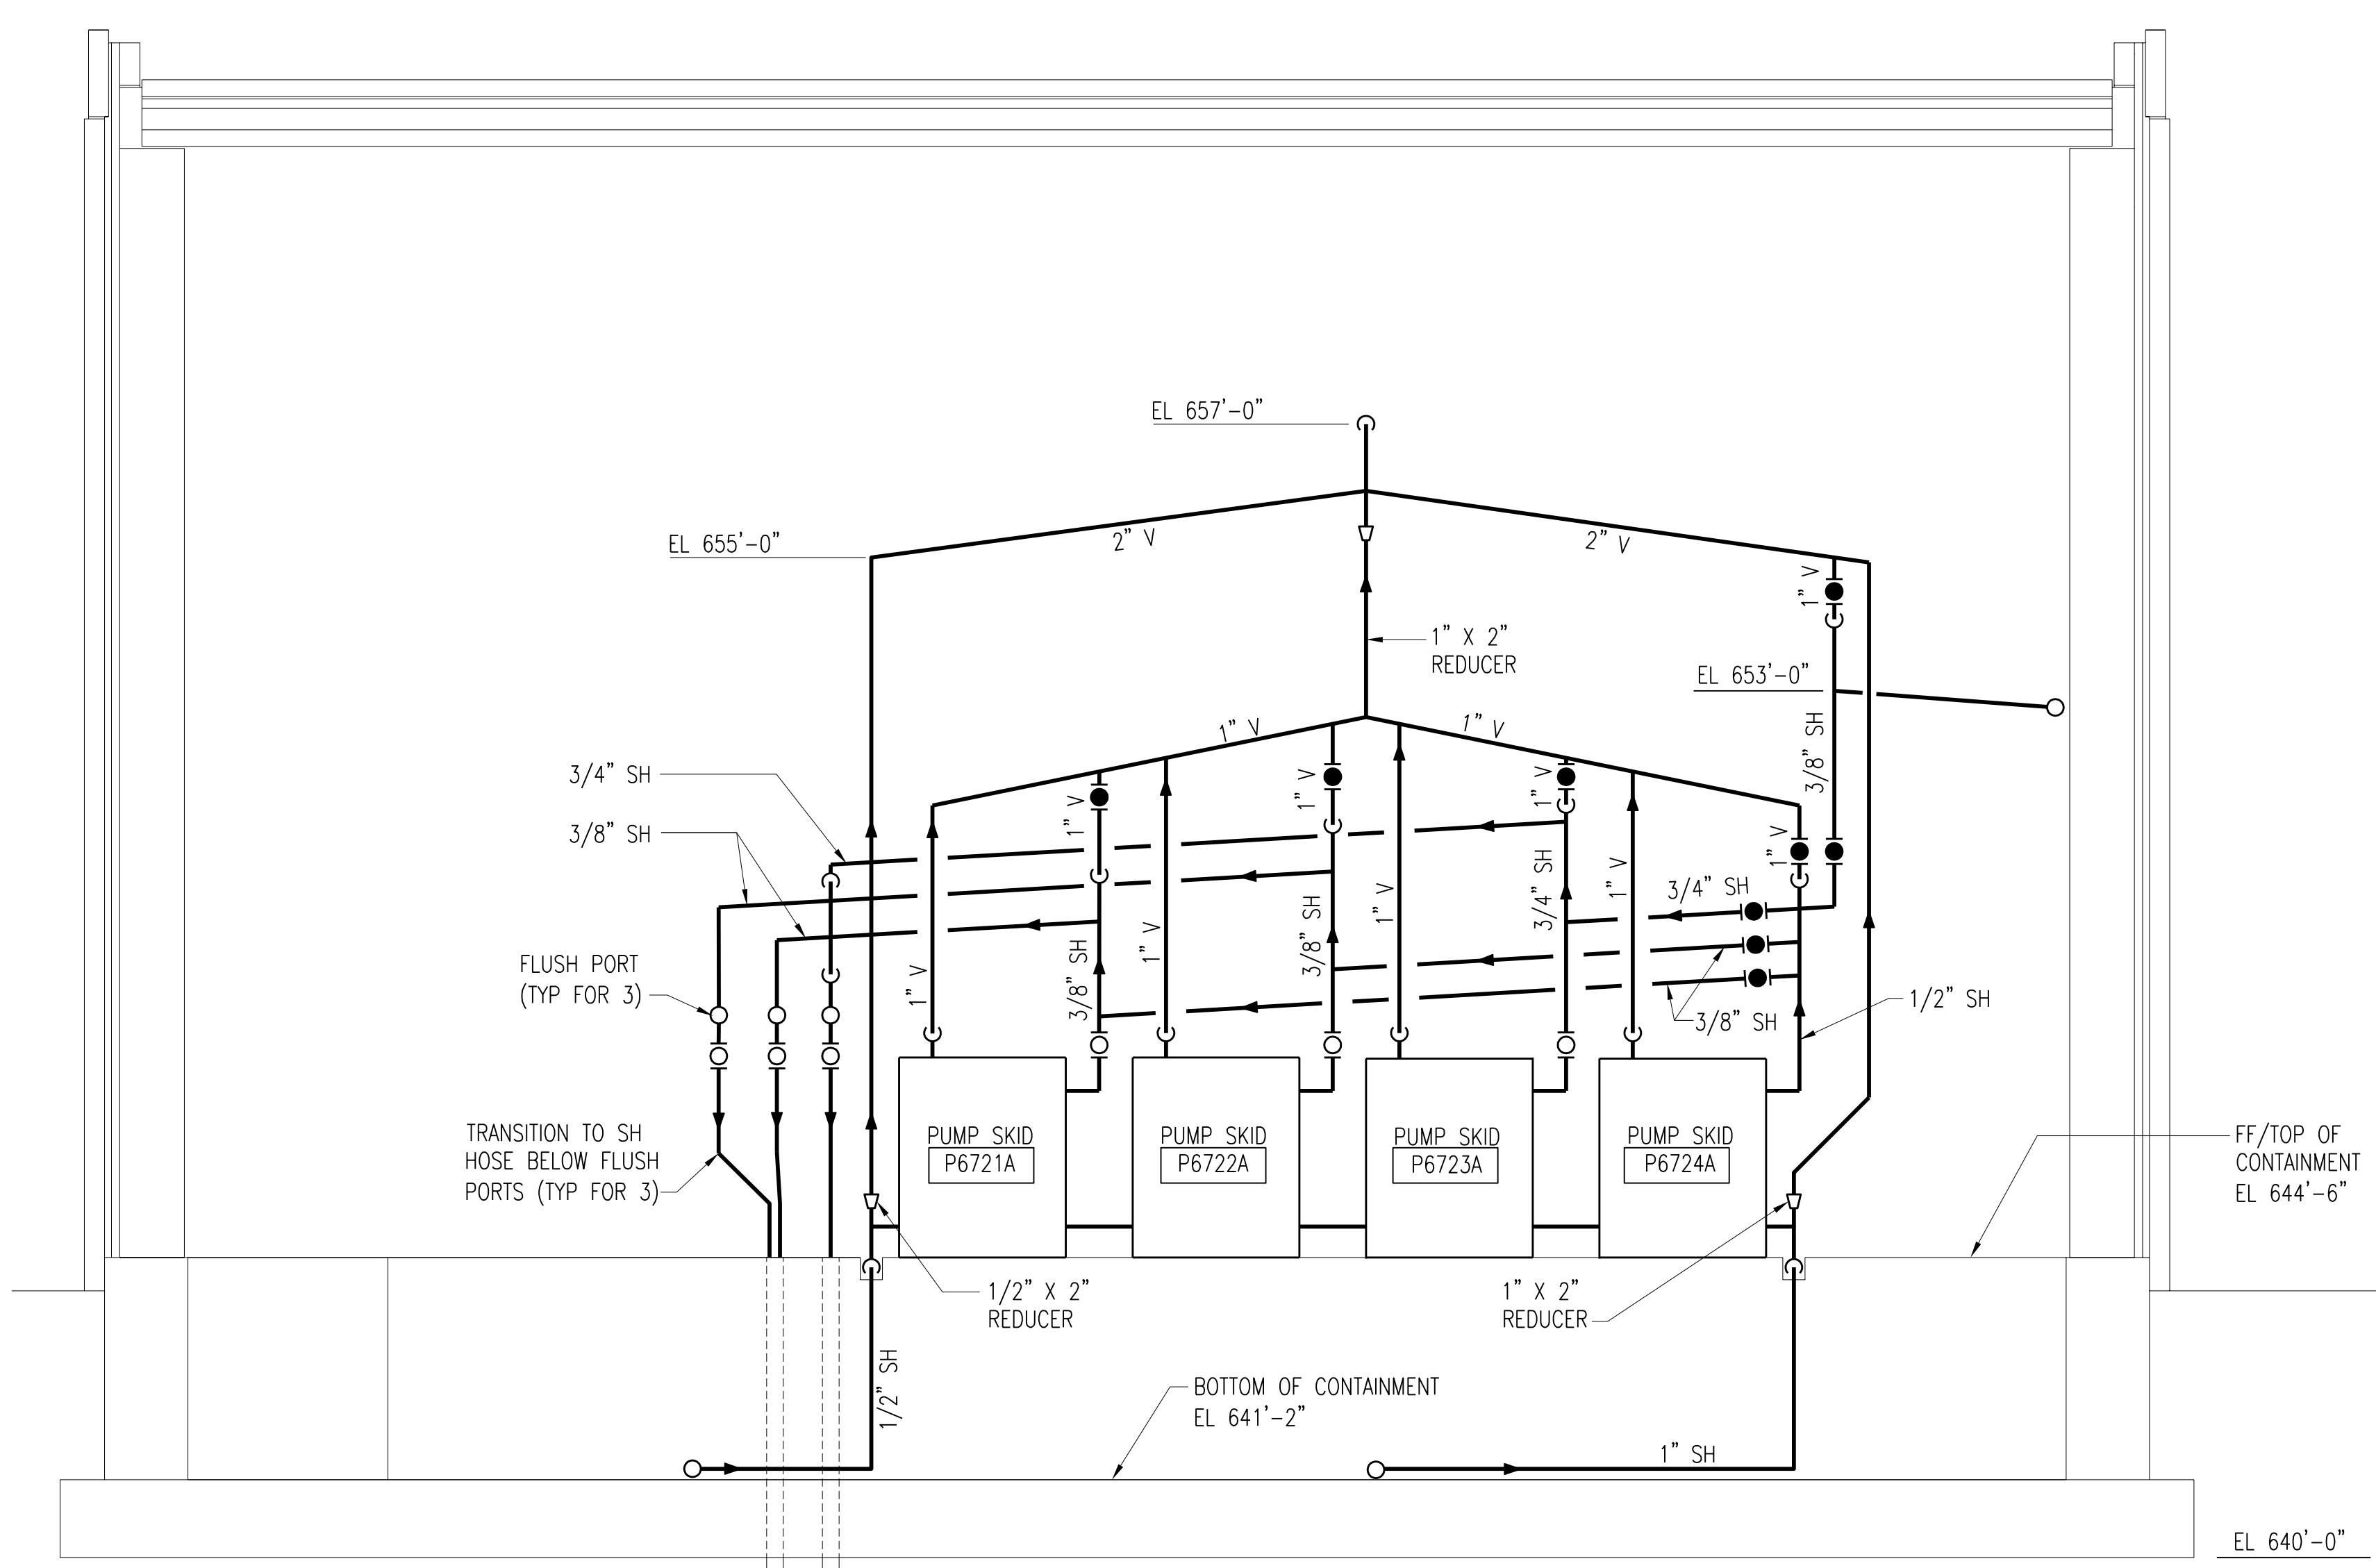 EL 657'-0"
EL 655'-0"
2" V
2" V
1" V
1" X 2"
REDUCER
EL 653'-0"
1" V
1" V
3/8" SH
3/4" SH
3/8" SH
1" V
1" V
1" V
1" V
3/4" SH
3/4" SH
1" V
1" V
1" V
1" V
3/8" SH
3/8" SH
3/8" SH
1/2" SH
FLUSH PORT
(TYP FOR 3)
TRANSITION TO SH
HOSE BELOW FLUSH
PORTS (TYP FOR 3)
PUMP SKID
P6721A
PUMP SKID
P6722A
PUMP SKID
P6723A
PUMP SKID
P6724A
FF/TOP OF
CONTAINMENT
EL 644'-6"
1/2" X 2"
REDUCER
1" X 2"
REDUCER
1/2" SH
BOTTOM OF CONTAINMENT
EL 641'-2"
1" SH
EL 640'-0"